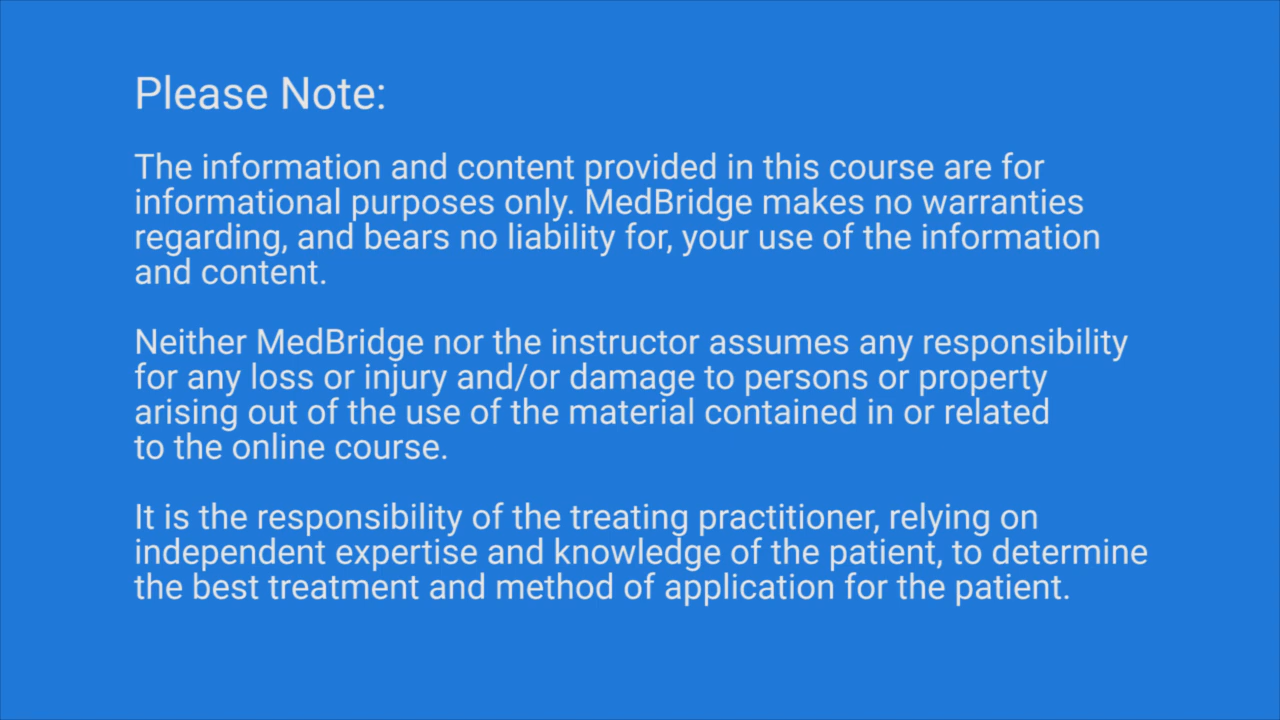 Please Note:
The information and content provided in this course are for
informational purposes only. MedBridge makes no warranties
regarding, and bears no liability for, your use of the information
and content.
Neither MedBridge nor the instructor assumes any responsibility
for any loss or injury and/or damage to persons or property
arising out of the use of the material contained in or related
to the online course.
It is the responsibility of the treating practitioner, relying on
independent expertise and knowledge of the patient, to determine
the best treatment and method of application for the patient.